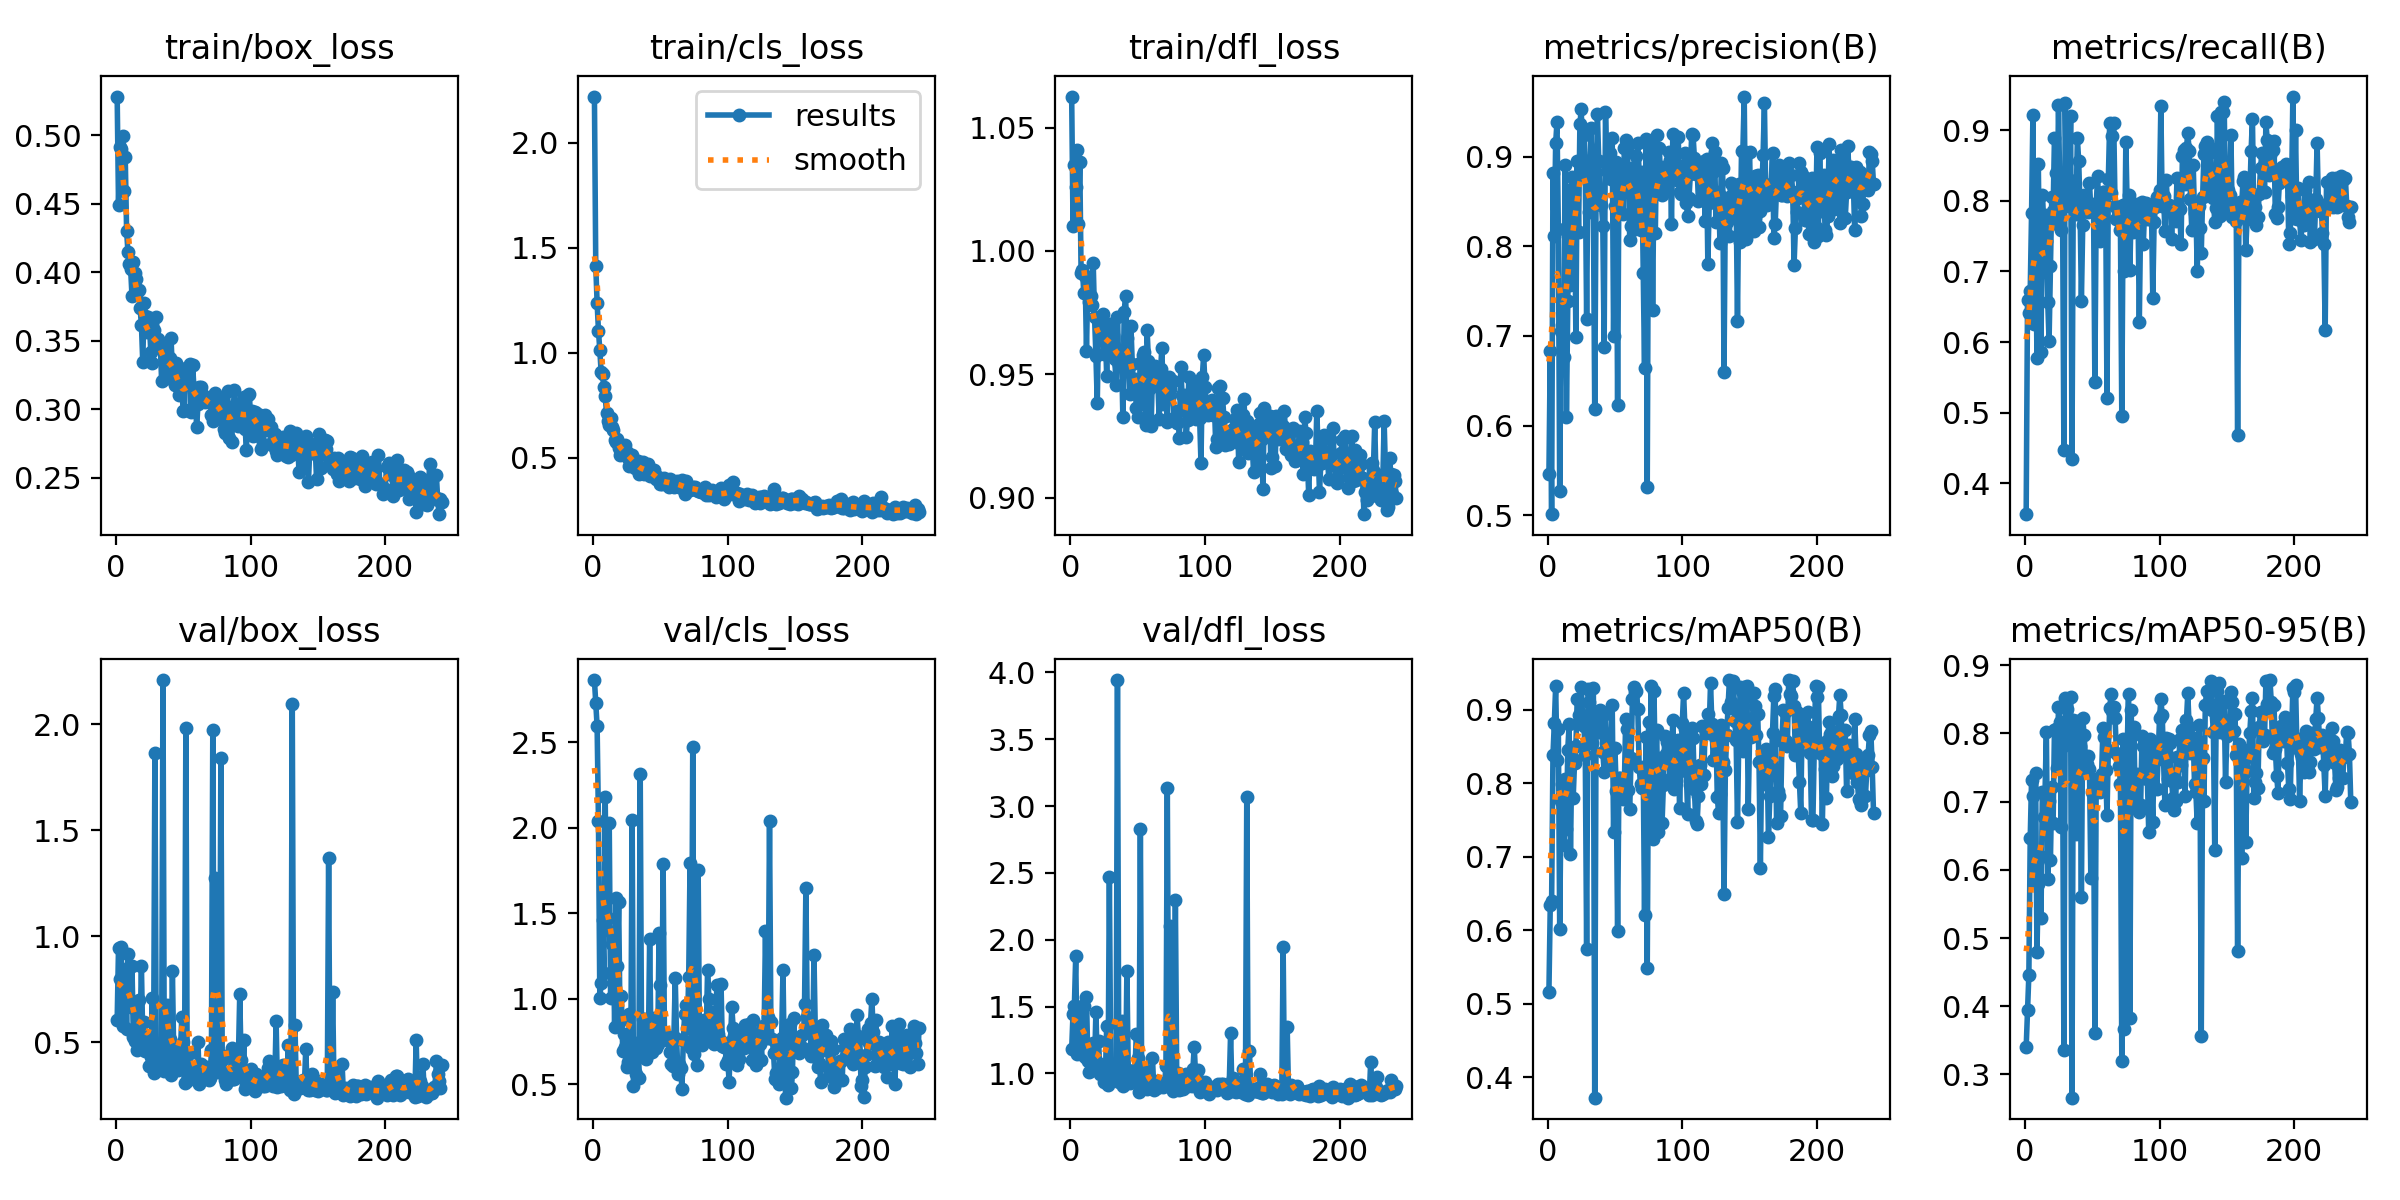 train/box_loss
0.50
0.45
0.40
0.35
0.30
0.25
0 100 200
train/cls_loss
results
smooth
2.0
1.5
1.0
0.5
0 100 200
train/dfl_loss
1.05
1.00
0.95
0.90
0 100 200
metrics/precision(B)
0.9
0.8
0.7
0.6
0.5
0 100 200
metrics/recall(B)
0.9
0.8
0.7
0.6
0.5
0.4
0 100 200
val/box_loss
2.0
1.5
1.0
0.5
0 100 200
val/cls_loss
2.5
2.0
1.5
1.0
0.5
0 100 200
val/dfl_loss
4.0
3.5
3.0
2.5
2.0
1.5
1.0
0 100 200
metrics/mAP50(B)
0.9
0.8
0.7
0.6
0.5
0.4
0 100 200
metrics/mAP50-95(B)
0.9
0.8
0.7
0.6
0.5
0.4
0.3
0 100 200